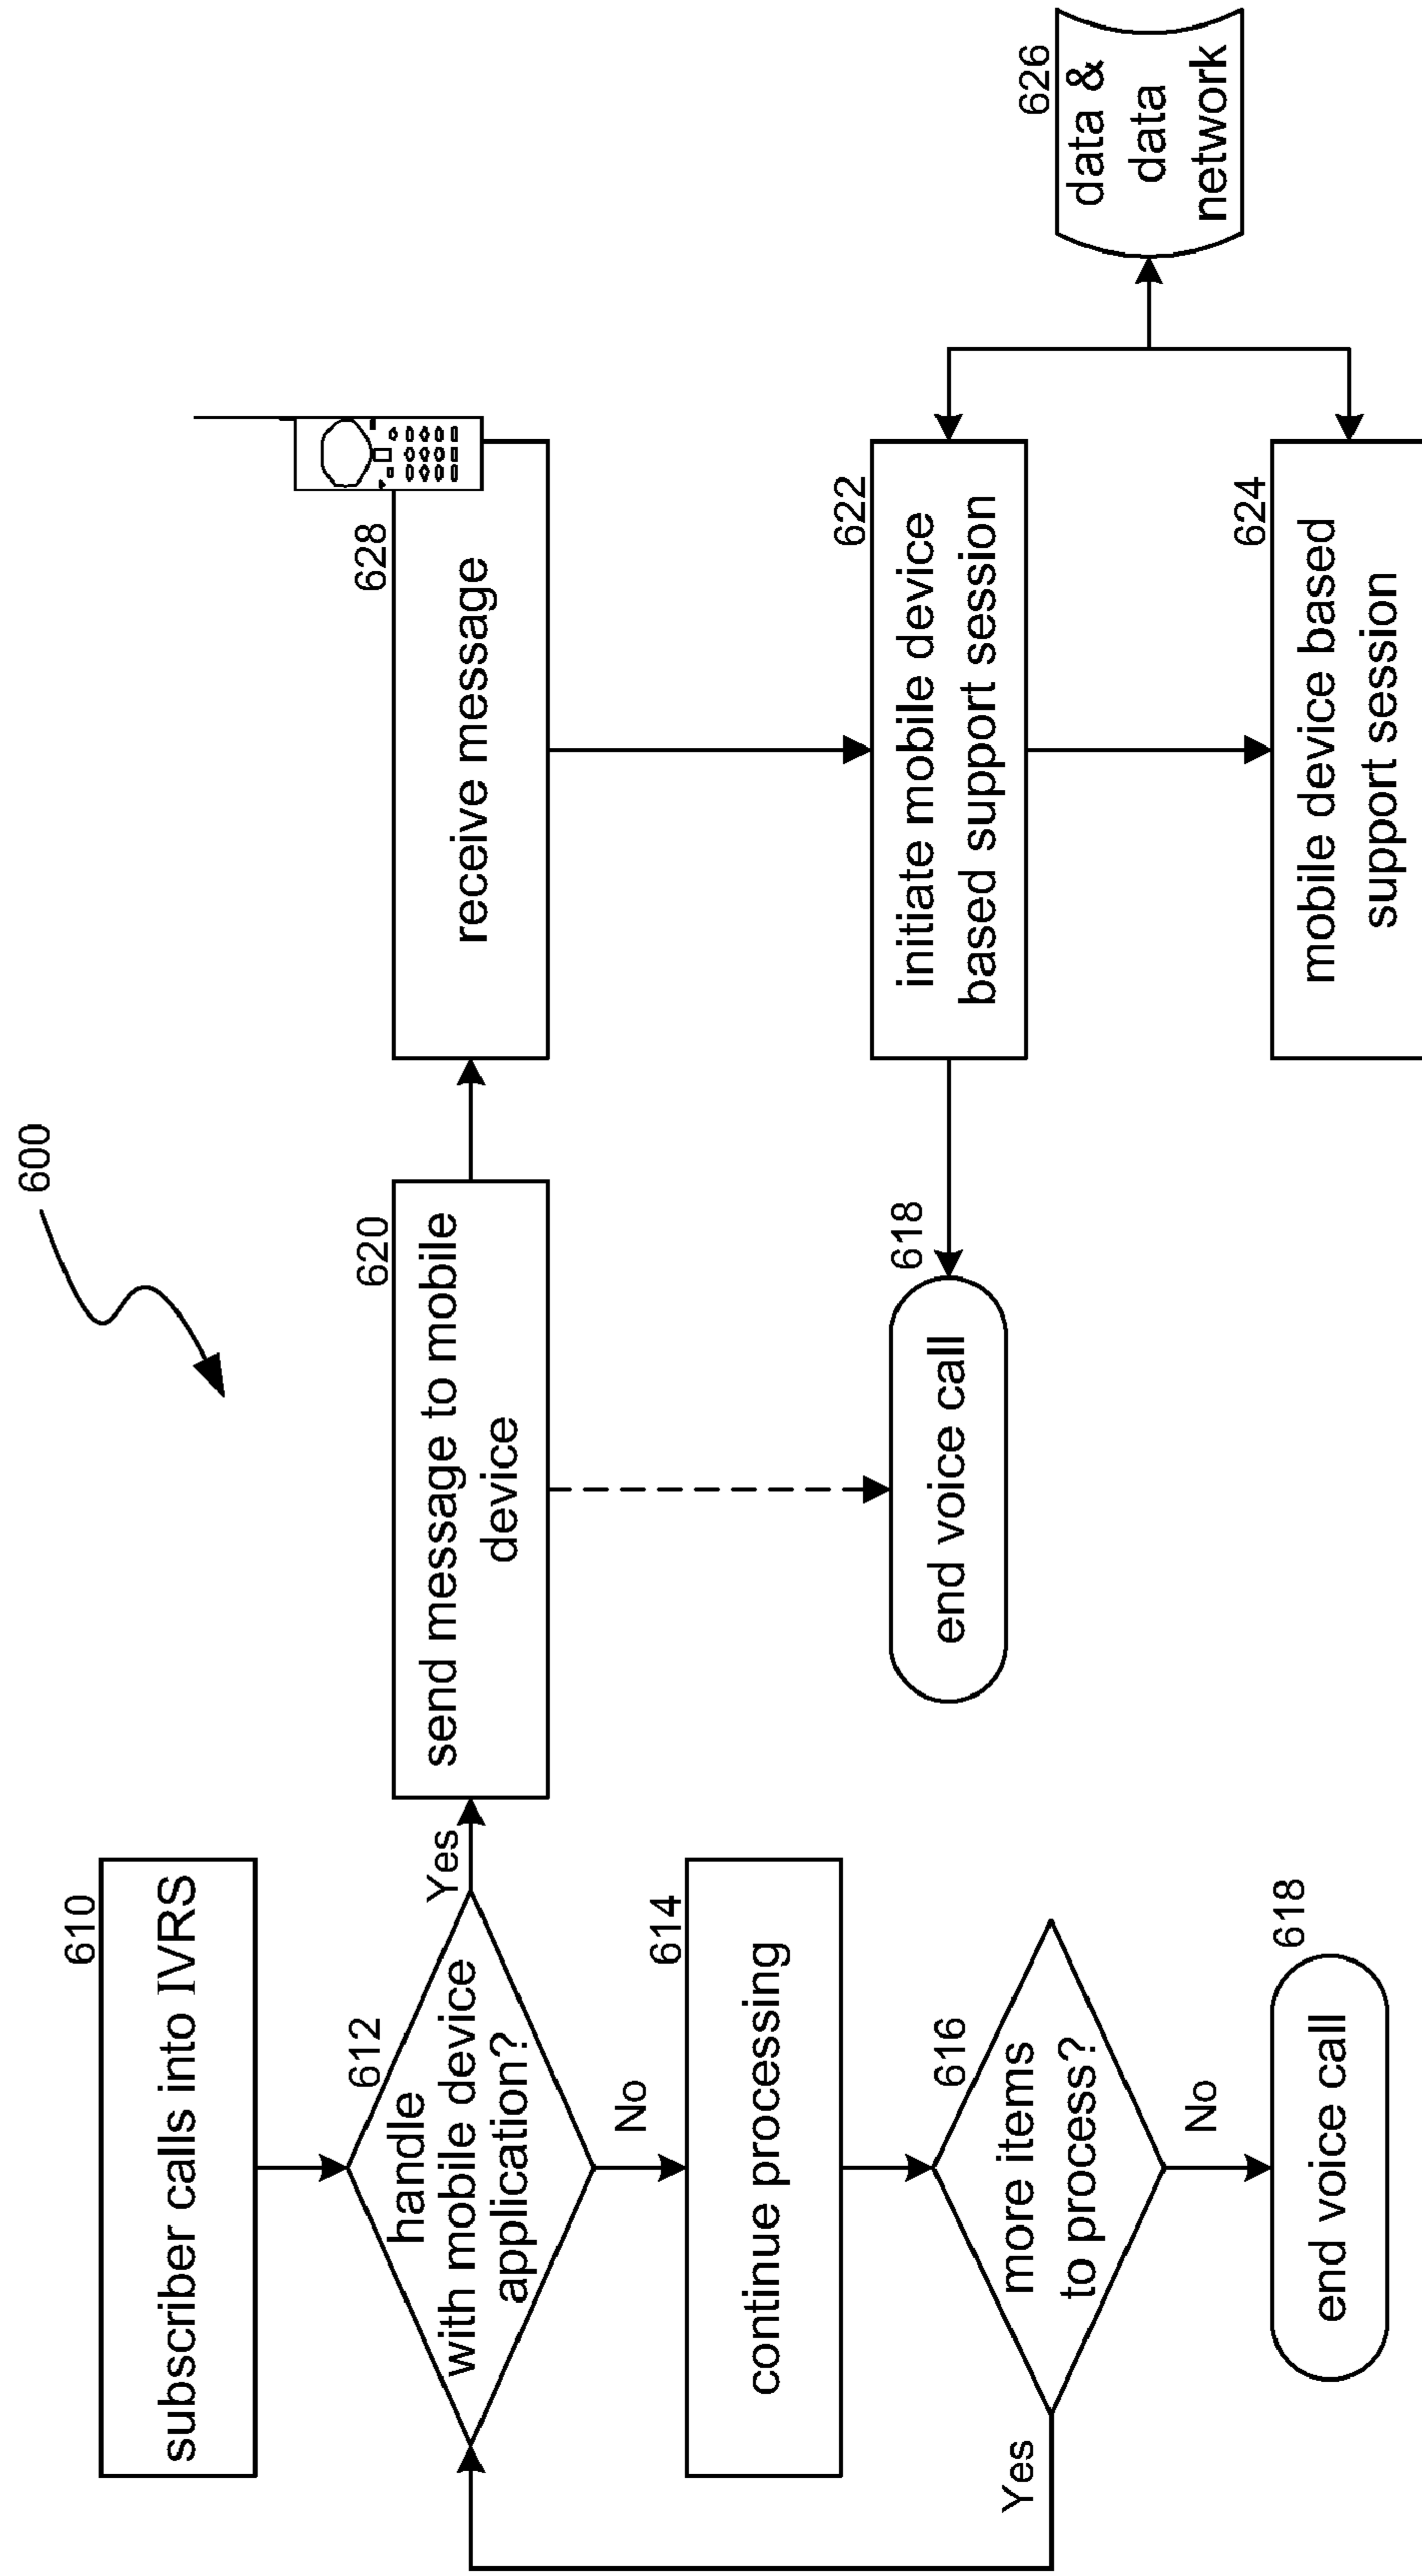 600
610
subscriber calls into IVRS
612
handle
with mobile device
application?
Yes
No
614
continue processing
616
more items
to process?
Yes
No
618
end voice call
620
send message to mobile
device
618
end voice call
628
receive message
622
initiate mobile device
based support session
624
mobile device based
support session
626
data &
data
network